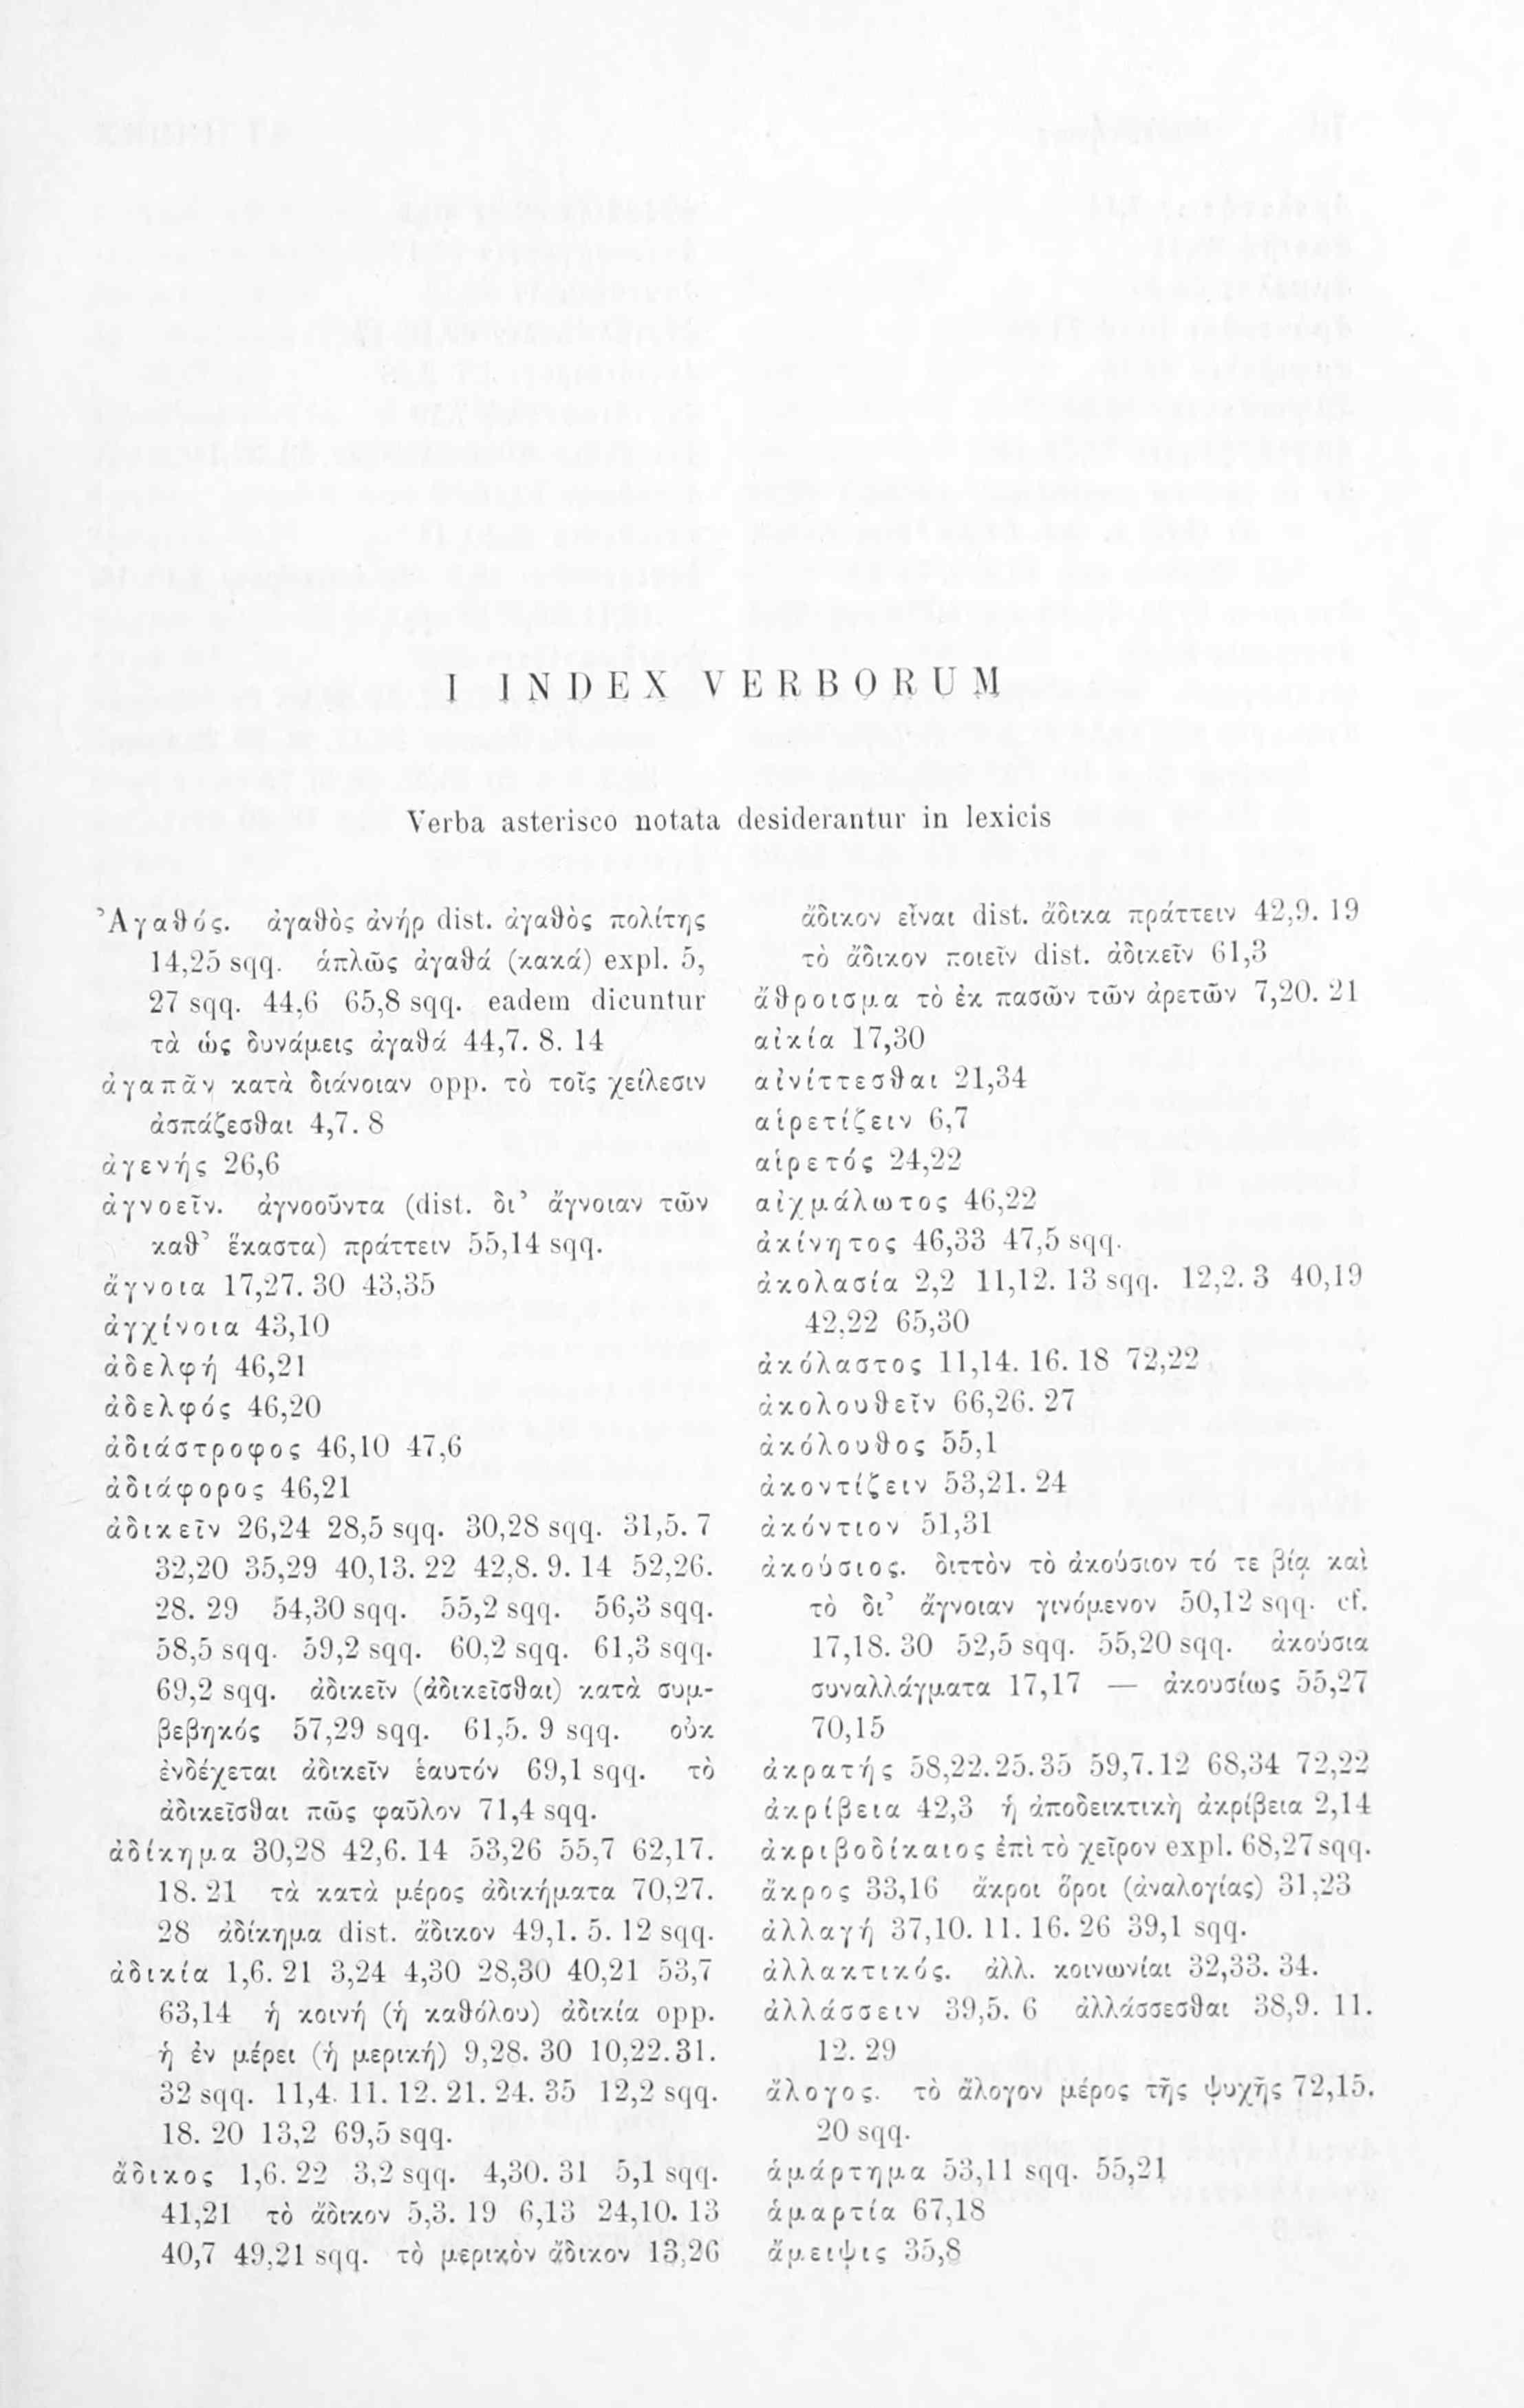 I INDEX VERBORUM
Verba asterisco notata desiderantur in lexicis
Ἀγαθός. ἀγαθὸς ἀνήρ dist. ἀγαθὸς πολίτης
14,25 sqq. ἁπλῶς ἀγαθά (κακά) expl. 5,
27 sqq. 44,6 65,8 sqq. eadem dicuntur
τὰ ὡς δυνάμεις ἀγαθά 44,7. 8. 14
ἀγαπᾶν κατὰ διάνοιαν opp. τὸ τοῖς χείλεσιν
ἀσπάζεσθαι 4,7. 8
ἀγενής 26,6
ἀγνοεῖν. ἀγνοοῦντα (dist. δι’ ἄγνοιαν τῶν
καθ’ ἕκαστα) πράττειν 55,14 sqq.
ἄγνοια 17,27. 30 43,35
ἀγχίνοια 43,10
ἀδελφή 46,21
ἀδελφός 46,20
ἀδιάστροφος 46,10 47,6
ἀδιάφορος 46,21
ἀδικεῖν 26,24 28,5 sqq. 30,28 sqq. 31,5. 7
32,20 35,29 40,13. 22 42,8. 9. 14 52,26.
28. 29 54,30 sqq. 55,2 sqq. 56,3 sqq.
58,5 sqq. 59,2 sqq. 60,2 sqq. 61,3 sqq.
69,2 sqq. ἀδικεῖν (ἀδικεῖσθαι) κατὰ συμ-
βεβηκός 57,29 sqq. 61,5. 9 sqq. οὐκ
ἐνδέχεται ἀδικεῖν ἑαυτόν 69,1 sqq. τὸ
ἀδικεῖσθαι πῶς φαῦλον 71,4 sqq.
ἀδίκημα 30,28 42,6. 14 53,26 55,7 62,17.
18. 21 τὰ κατὰ μέρος ἀδικήματα 70,27.
28 ἀδίκημα dist. ἄδικον 49,1. 5. 12 sqq.
ἀδικία 1,6. 21 3,24 4,30 28,30 40,21 53,7
63,14 ἡ κοινή (ἡ καθόλου) ἀδικία opp.
ἡ ἐν μέρει (ἡ μερική) 9,28. 30 10,22. 31.
32 sqq. 11,4. 11. 12. 21. 24. 35 12,2 sqq.
18. 20 13,2 69,5 sqq.
ἄδικος 1,6. 22 3,2 sqq. 4,30. 31 5,1 sqq.
41,21 τὸ ἄδικον 5,3. 19 6,13 24,10. 13
40,7 49,21 sqq. τὸ μερικὸν ἄδικον 13,26
ἄδικον εἶναι dist. ἄδικα πράττειν 42,9. 19
τὸ ἄδικον ποιεῖν dist. ἀδικεῖν 61,3
ἄθροισμα τὸ ἐκ πασῶν τῶν ἀρετῶν 7,20. 21
αἰκία 17,30
αἰνίττεσθαι 21,34
αἱρετίζειν 6,7
αἱρετός 24,22
αἰχμάλωτος 46,22
ἀκίνητος 46,33 47,5 sqq.
ἀκολασία 2,2 11,12. 13 sqq. 12,2. 3 40,19
42,22 65,30
ἀκόλαστος 11,14. 16. 18 72,22
ἀκολουθεῖν 66,26. 27
ἀκόλουθος 55,1
ἀκοντίζειν 53,21. 24
ἀκόντιον 51,31
ἀκούσιος. διττὸν τὸ ἀκούσιον τό τε βίᾳ καὶ
τὸ δι’ ἄγνοιαν γινόμενον 50,12 sqq. cf.
17,18. 30 52,5 sqq. 55,20 sqq. ἀκούσια
συναλλάγματα 17,17 — ἀκουσίως 55,27
70,15
ἀκρατής 58,22. 25. 35 59,7. 12 68,34 72,22
ἀκρίβεια 42,3 ἡ ἀποδεικτικὴ ἀκρίβεια 2,14
ἀκριβοδίκαιος ἐπὶ τὸ χεῖρον expl. 68,27 sqq.
ἄκρος 33,16 ἄκροι ὅροι (ἀναλογίας) 31,23
ἀλλαγή 37,10. 11. 16. 26 39,1 sqq.
ἀλλακτικός. ἀλλ. κοινωνίαι 32,33. 34.
ἀλλάσσειν 39,5. 6 ἀλλάσσεσθαι 38,9. 11.
12. 29
ἄλογος. τὸ ἄλογον μέρος τῆς ψυχῆς 72,15.
20 sqq.
ἁμάρτημα 53,11 sqq. 55,21
ἁμαρτία 67,18
ἄμειψις 35,8